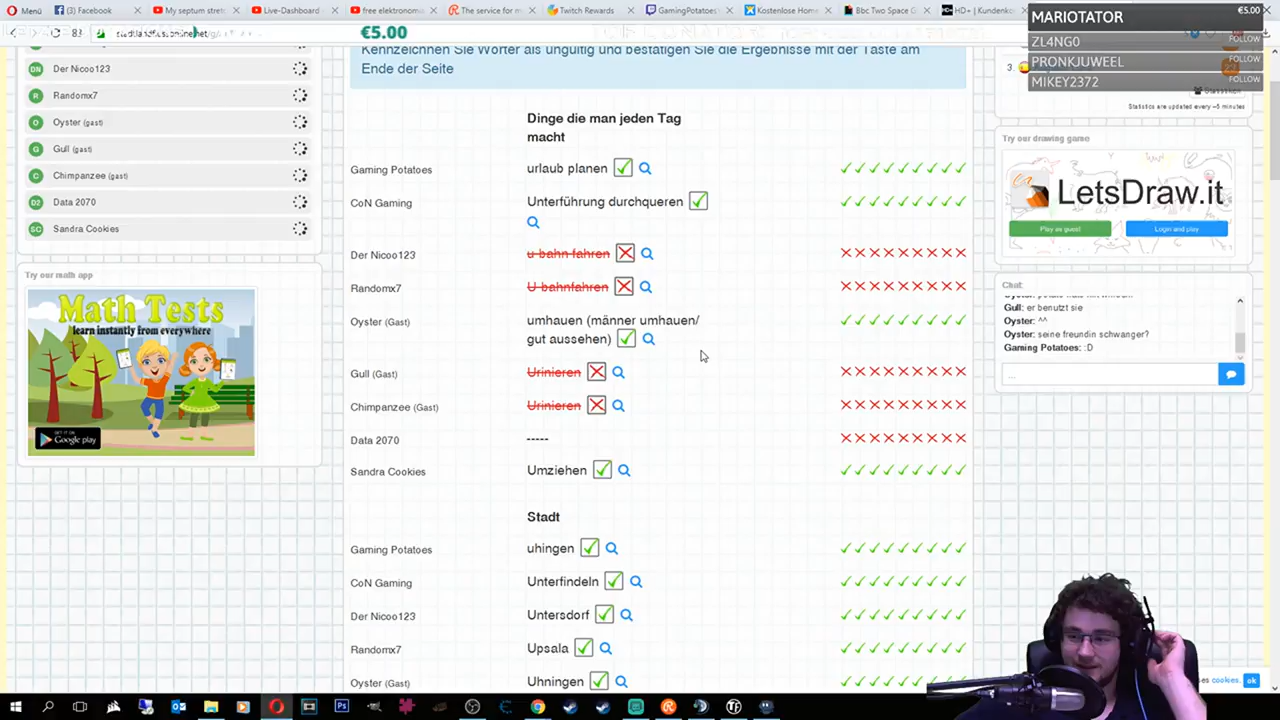 Menü
(3) Facebook
My septum stret
Live-Dashboard
free elektronomi
The service for m
Twitch Rewards
GamingPotatoes
Kostenlose Home
Bbc Two Space G
HD+ | Kundenko
€5.00
MARIOTATOR
€5.00
ZL4NG0
FOLLOW
PRONKJUWEEL
FOLLOW
MIKEY2372
FOLLOW
Kennzeichnen Sie Wörter als ungültig und bestätigen Sie die Ergebnisse mit der Taste am
Ende der Seite
DN Der Nicoo123
R Randomx7
O Oyster (gast)
G Gull (gast)
C Chimpanzee (gast)
D2 Data 2070
SC Sandra Cookies
Try our math app
Math Tests
learn instantly from everywhere
GET IT ON
Google play
Dinge die man jeden Tag
macht
Gaming Potatoes urlaub planen
CoN Gaming Unterführung durchqueren
Der Nicoo123 u bahn fahren
Randomx7 U bahnfahren
Oyster (Gast) umhauen (männer umhauen/
gut aussehen)
Gull (Gast) Urinieren
Chimpanzee (Gast) Urinieren
Data 2070 -----
Sandra Cookies Umziehen
Stadt
Gaming Potatoes uhingen
CoN Gaming Unterfindeln
Der Nicoo123 Untersdorf
Randomx7 Upsala
Oyster (Gast) Uhningen
3.
Statistiken
Statistics are updated every ~5 minutes
Try our drawing game
LetsDraw.it
Play as guest
Login and play
Chat:
Gull: er benutzt sie
Oyster: ^^
Oyster: seine freundin schwanger?
Gaming Potatoes: :D
...
cookies. ok